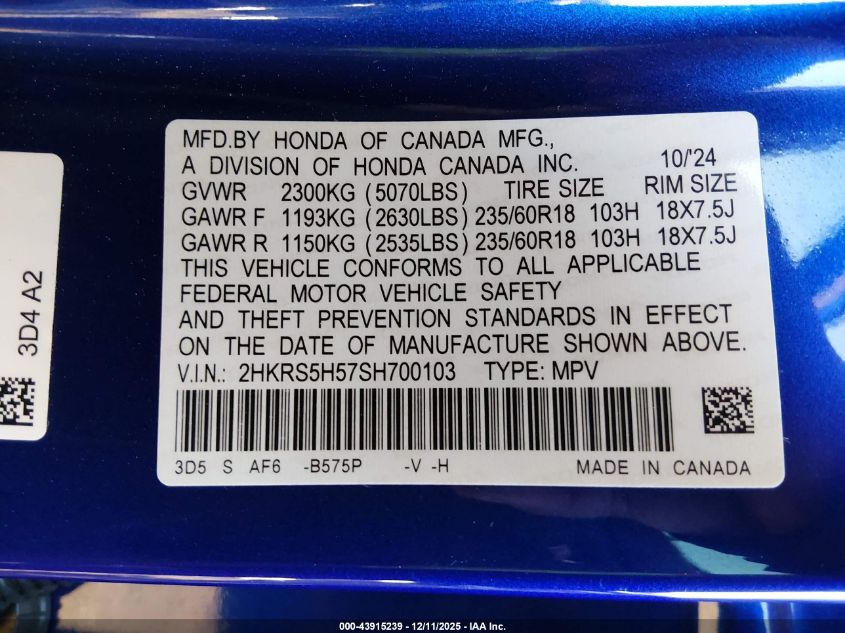 MFD.BY HONDA OF CANADA MFG.,
A DIVISION OF HONDA CANADA INC. 10/'24
GVWR 2300KG (5070LBS) TIRE SIZE RIM SIZE
GAWR F 1193KG (2630LBS) 235/60R18 103H 18X7.5J
GAWR R 1150KG (2535LBS) 235/60R18 103H 18X7.5J
THIS VEHICLE CONFORMS TO ALL APPLICABLE
FEDERAL MOTOR VEHICLE SAFETY
AND THEFT PREVENTION STANDARDS IN EFFECT
ON THE DATE OF MANUFACTURE SHOWN ABOVE.
V.I.N.: 2HKRS5H57SH700103 TYPE: MPV
3D5 S AF6 -B575P -V -H MADE IN CANADA
3D4 A2
000-43915239 - 12/11/2025 - IAA Inc.